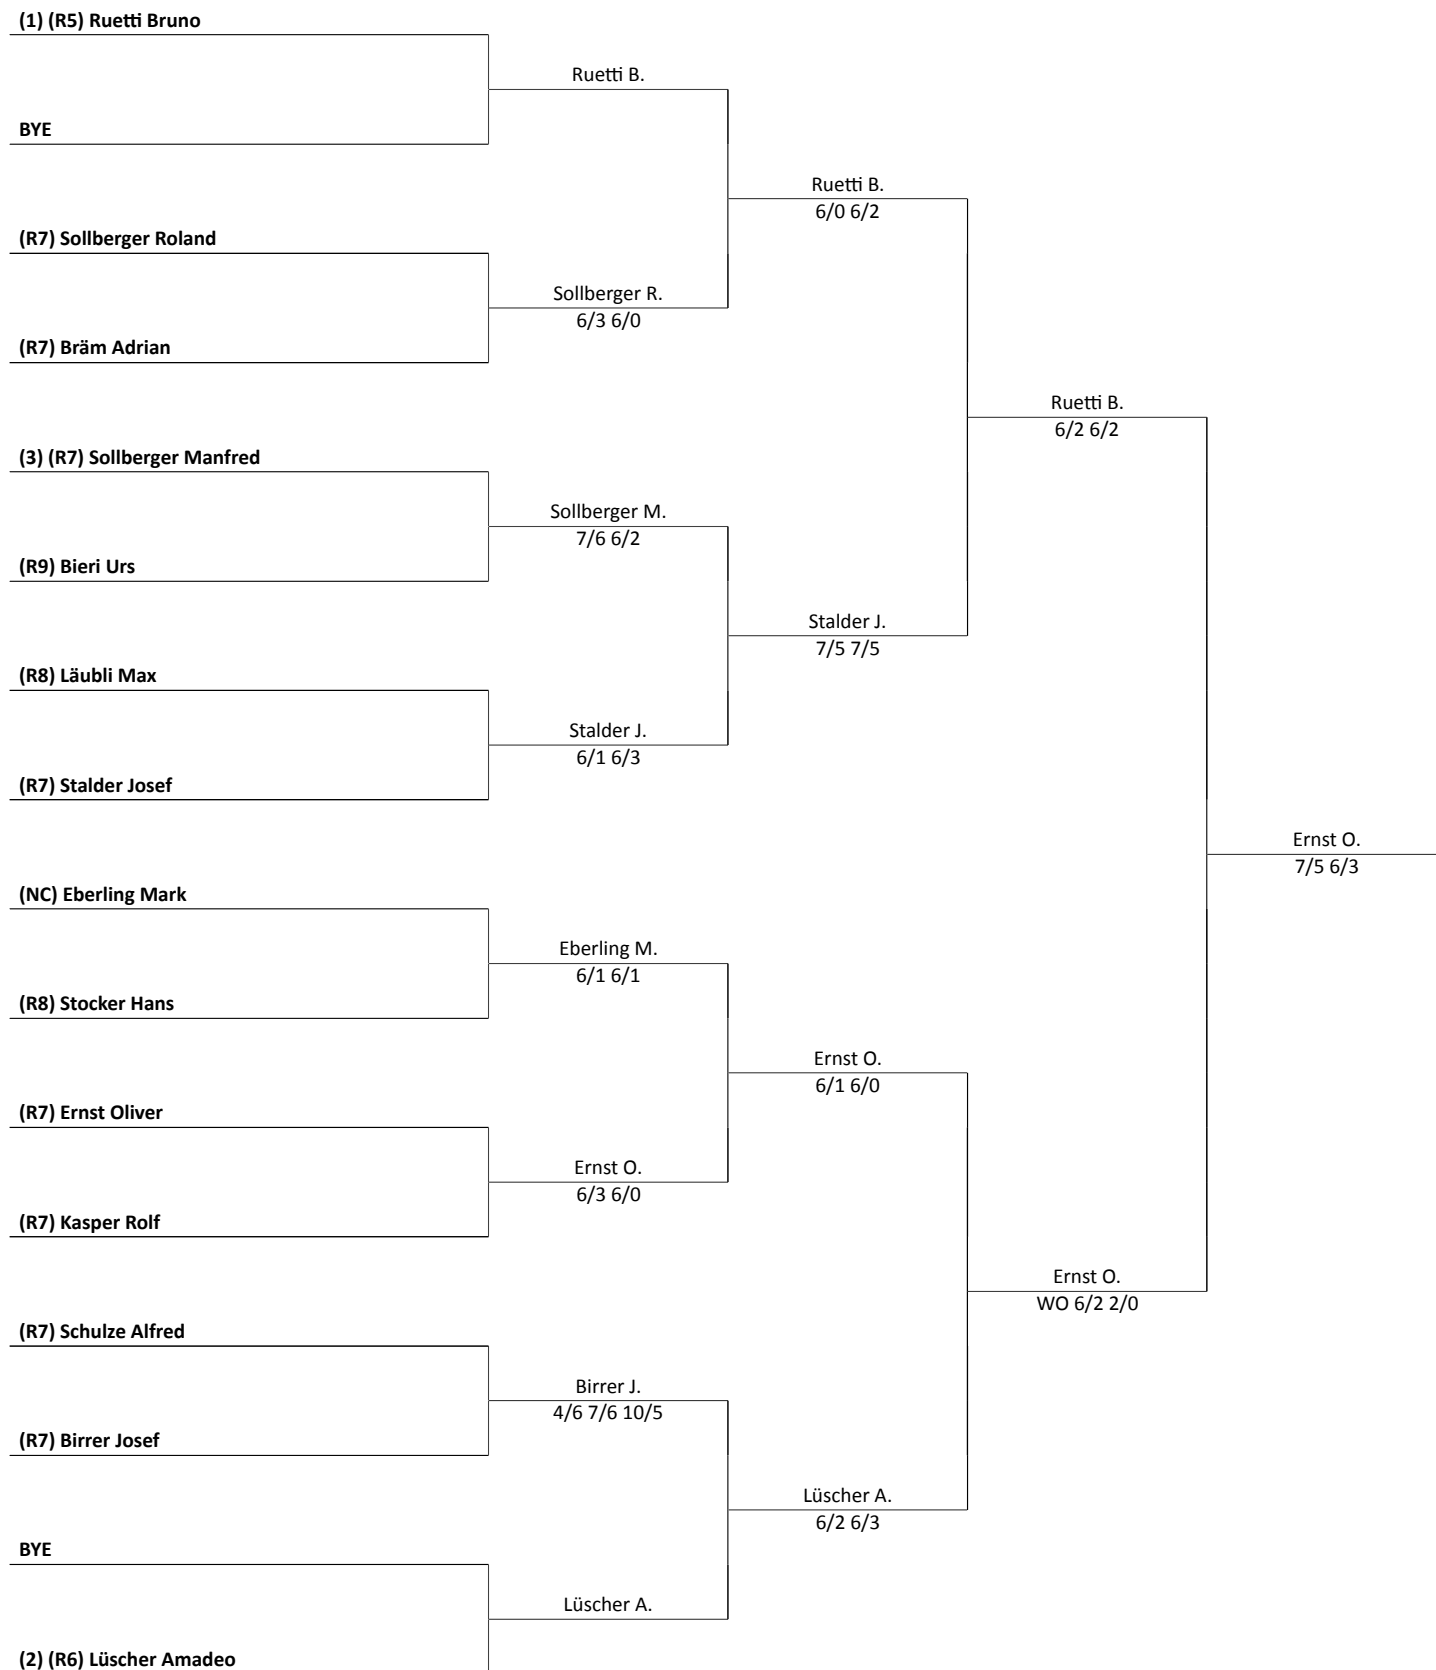 (1) (R5) Ruetti Bruno
Ruetti B.
BYE
Ruetti B.
6/0 6/2
(R7) Sollberger Roland
Sollberger R.
6/3 6/0
(R7) Bräm Adrian
Ruetti B.
6/2 6/2
(3) (R7) Sollberger Manfred
Sollberger M.
7/6 6/2
(R9) Bieri Urs
Stalder J.
7/5 7/5
(R8) Läubli Max
Stalder J.
6/1 6/3
(R7) Stalder Josef
Ernst O.
7/5 6/3
(NC) Eberling Mark
Eberling M.
6/1 6/1
(R8) Stocker Hans
Ernst O.
6/1 6/0
(R7) Ernst Oliver
Ernst O.
6/3 6/0
(R7) Kasper Rolf
Ernst O.
WO 6/2 2/0
(R7) Schulze Alfred
Birrer J.
4/6 7/6 10/5
(R7) Birrer Josef
Lüscher A.
6/2 6/3
BYE
Lüscher A.
(2) (R6) Lüscher Amadeo